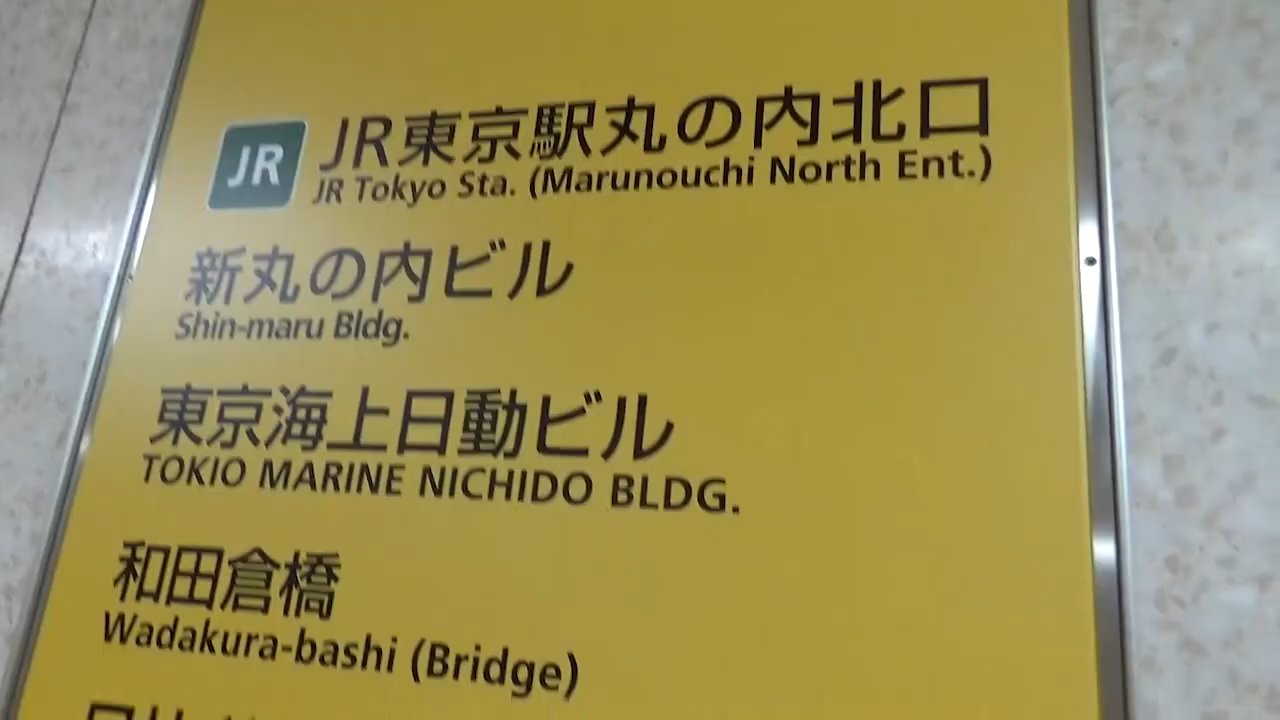 JR JR東京駅丸の内北口
JR Tokyo Sta. (Marunouchi North Ent.)
新丸の内ビル
Shin-maru Bldg.
東京海上日動ビル
TOKIO MARINE NICHIDO BLDG.
和田倉橋
Wadakura-bashi (Bridge)